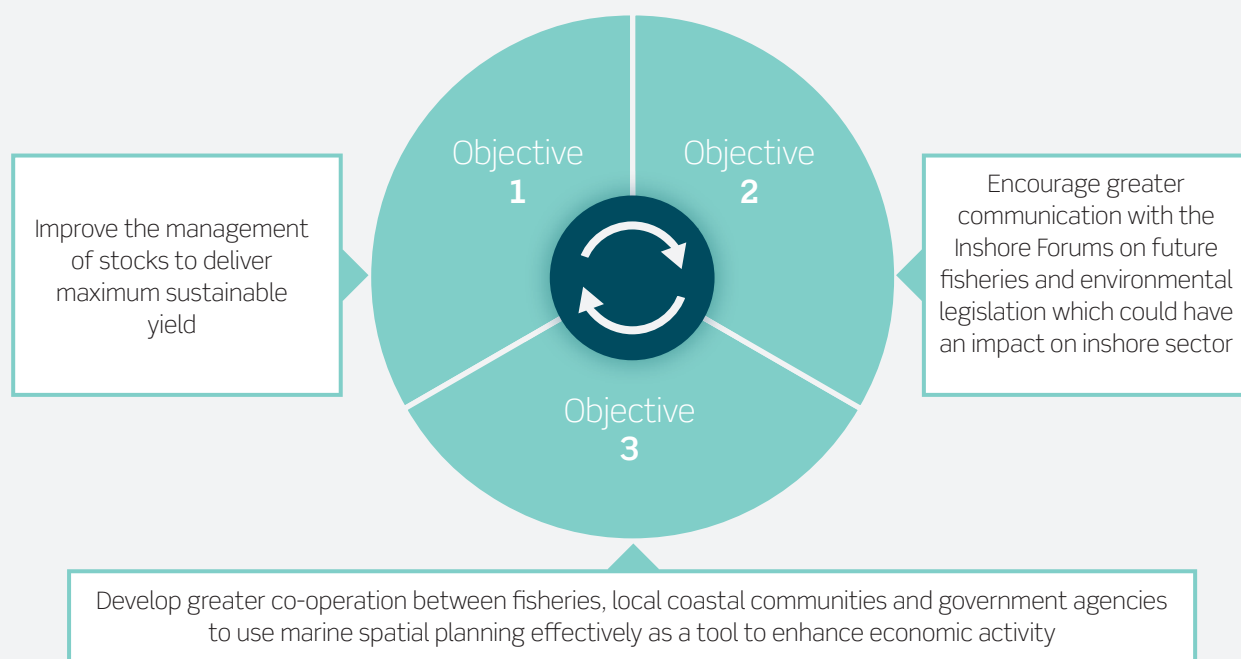 Objective
1
Objective
2
Improve the management
of stocks to deliver
maximum sustainable
yield
Encourage greater
communication with the
Inshore Forums on future
fisheries and environmental
legislation which could have
an impact on inshore sector
Objective
3
Develop greater co-operation between fisheries, local coastal communities and government agencies
to use marine spatial planning effectively as a tool to enhance economic activity